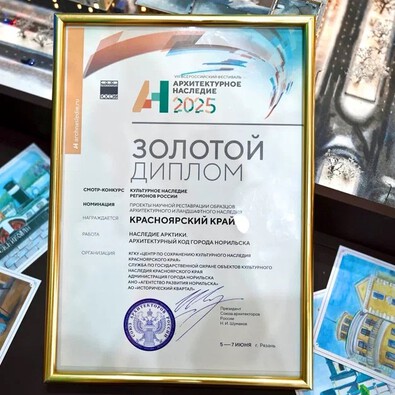 VIII ВСЕРОССИЙСКИЙ ФЕСТИВАЛЬ
АРХИТЕКТУРНОЕ
НАСЛЕДИЕ
2025
ЗОЛОТОЙ
ДИПЛОМ
СМОТР-КОНКУРС КУЛЬТУРНОЕ НАСЛЕДИЕ
РЕГИОНОВ РОССИИ
НОМИНАЦИЯ ПРОЕКТЫ НАУЧНОЙ РЕСТАВРАЦИИ ОБРАЗЦОВ
АРХИТЕКТУРНОГО И ЛАНДШАФТНОГО НАСЛЕДИЯ
НАГРАЖДАЕТСЯ КРАСНОЯРСКИЙ КРАЙ
РАБОТА НАСЛЕДИЕ АРКТИКИ.
АРХИТЕКТУРНЫЙ КОД ГОРОДА НОРИЛЬСКА
ОРГАНИЗАЦИЯ КГКУ «ЦЕНТР ПО СОХРАНЕНИЮ КУЛЬТУРНОГО НАСЛЕДИЯ
КРАСНОЯРСКОГО КРАЯ»
СЛУЖБА ПО ГОСУДАРСТВЕННОЙ ОХРАНЕ ОБЪЕКТОВ КУЛЬТУРНОГО
НАСЛЕДИЯ КРАСНОЯРСКОГО КРАЯ
АДМИНИСТРАЦИЯ ГОРОДА НОРИЛЬСКА
АНО «АГЕНТСТВО РАЗВИТИЯ НОРИЛЬСКА»
АО «ИСТОРИЧЕСКИЙ КВАРТАЛ»
Президент
Союза архитекторов
России
Н. И. Шумаков
5 — 7 ИЮНЯ г. Рязань